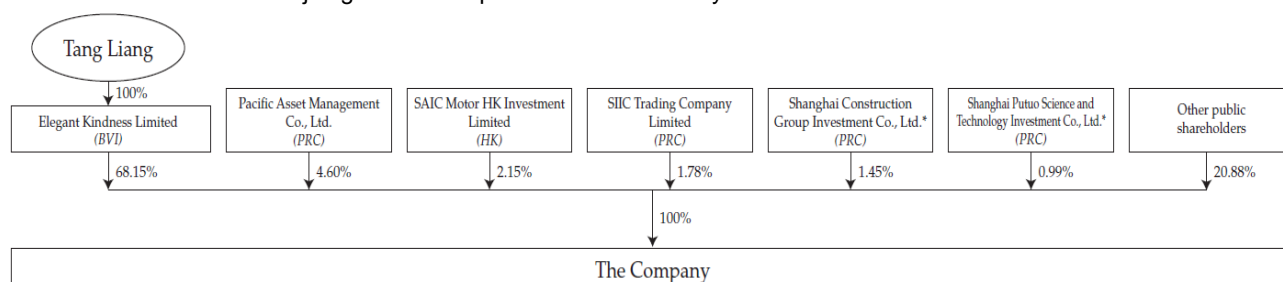 Tang Liang
100%
Elegant Kindness Limited
(BVI)
Pacific Asset Management
Co., Ltd.
(PRC)
SAIC Motor HK Investment
Limited
(HK)
SIIC Trading Company
Limited
(PRC)
Shanghai Construction
Group Investment Co., Ltd.*
(PRC)
Shanghai Putuo Science and
Technology Investment Co., Ltd.*
(PRC)
Other public
shareholders
68.15%
4.60%
2.15%
1.78%
1.45%
0.99%
20.88%
100%
The Company